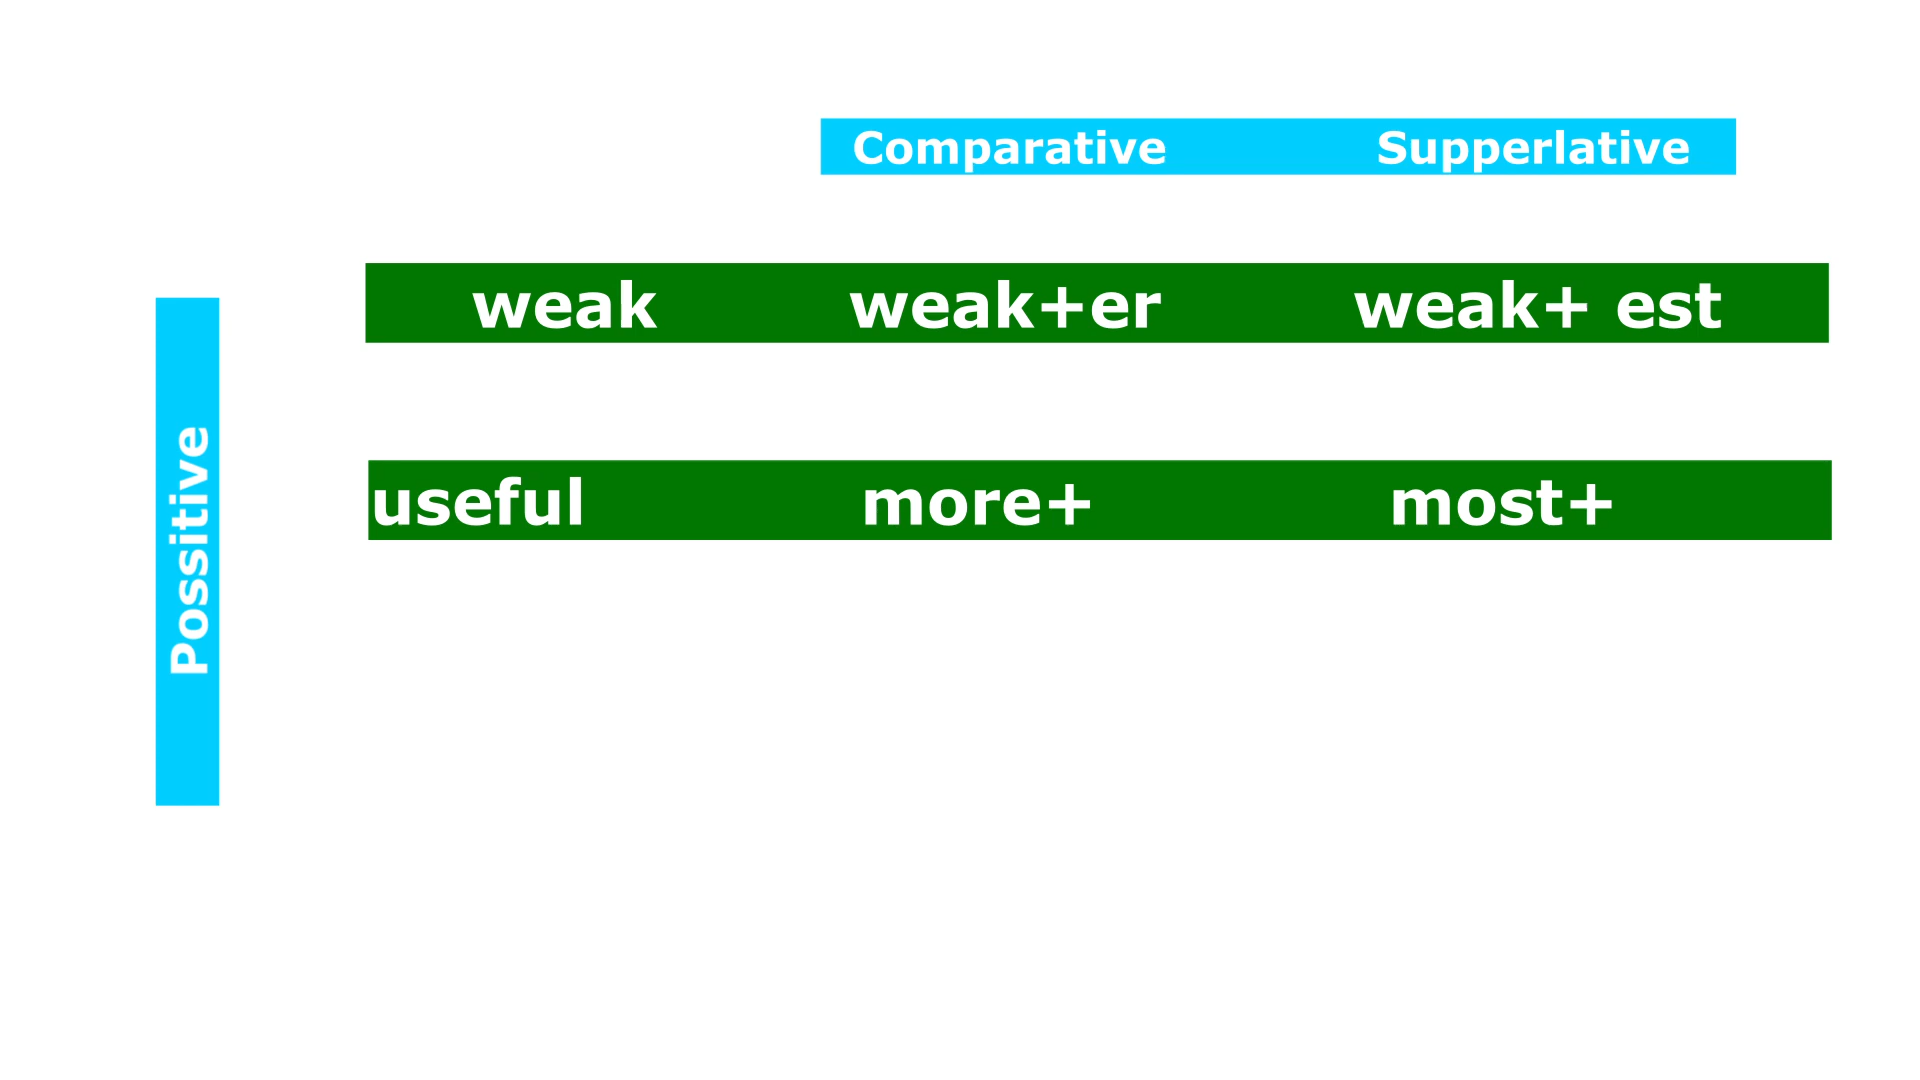 Comparative Supperlative
weak weak+er weak+ est
Possitive
useful more+ most+